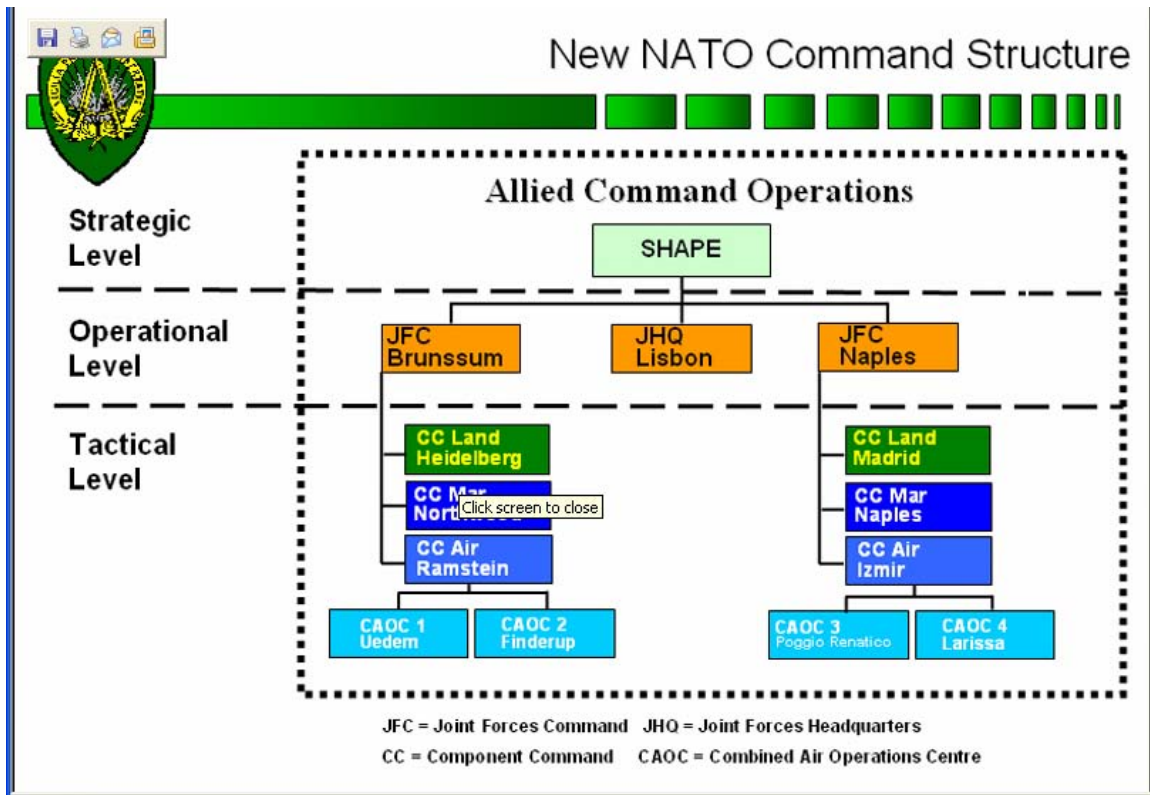 New NATO Command Structure
Allied Command Operations
Strategic
Level
SHAPE
Operational
Level
JFC
Brunssum
JHQ
Lisbon
JFC
Naples
Tactical
Level
CC Land
Heidelberg
CC Mar
Click screen to close
CC Air
Ramstein
CAOC 1
Uedem
CAOC 2
Finderup
CC Land
Madrid
CC Mar
Naples
CC Air
Izmir
CAOC 3
Poggio Renatico
CAOC 4
Larissa
JFC = Joint Forces Command JHQ = Joint Forces Headquarters
CC = Component Command CAOC = Combined Air Operations Centre